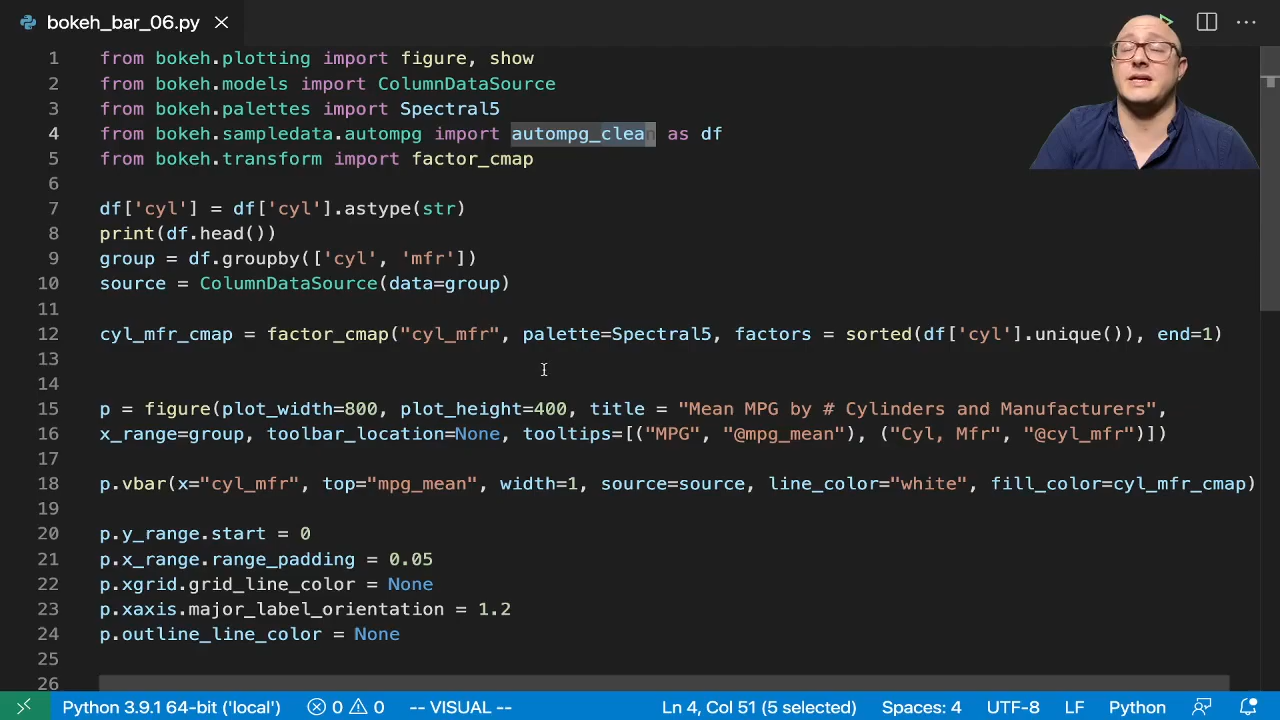 bokeh_bar_06.py
1 from bokeh.plotting import figure, show
2 from bokeh.models import ColumnDataSource
3 from bokeh.palettes import Spectral5
4 from bokeh.sampledata.autompg import autompg_clean as df
5 from bokeh.transform import factor_cmap
6
7 df['cyl'] = df['cyl'].astype(str)
8 print(df.head())
9 group = df.groupby(['cyl', 'mfr'])
10 source = ColumnDataSource(data=group)
11
12 cyl_mfr_cmap = factor_cmap("cyl_mfr", palette=Spectral5, factors = sorted(df['cyl'].unique()), end=1)
13
14
15 p = figure(plot_width=800, plot_height=400, title = "Mean MPG by # Cylinders and Manufacturers",
16 x_range=group, toolbar_location=None, tooltips=[("MPG", "@mpg_mean"), ("Cyl, Mfr", "@cyl_mfr")])
17
18 p.vbar(x="cyl_mfr", top="mpg_mean", width=1, source=source, line_color="white", fill_color=cyl_mfr_cmap)
19
20 p.y_range.start = 0
21 p.x_range.range_padding = 0.05
22 p.xgrid.grid_line_color = None
23 p.xaxis.major_label_orientation = 1.2
24 p.outline_line_color = None
25
26
Python 3.9.1 64-bit ('local') 0 0 -- VISUAL -- Ln 4, Col 51 (5 selected) Spaces: 4 UTF-8 LF Python